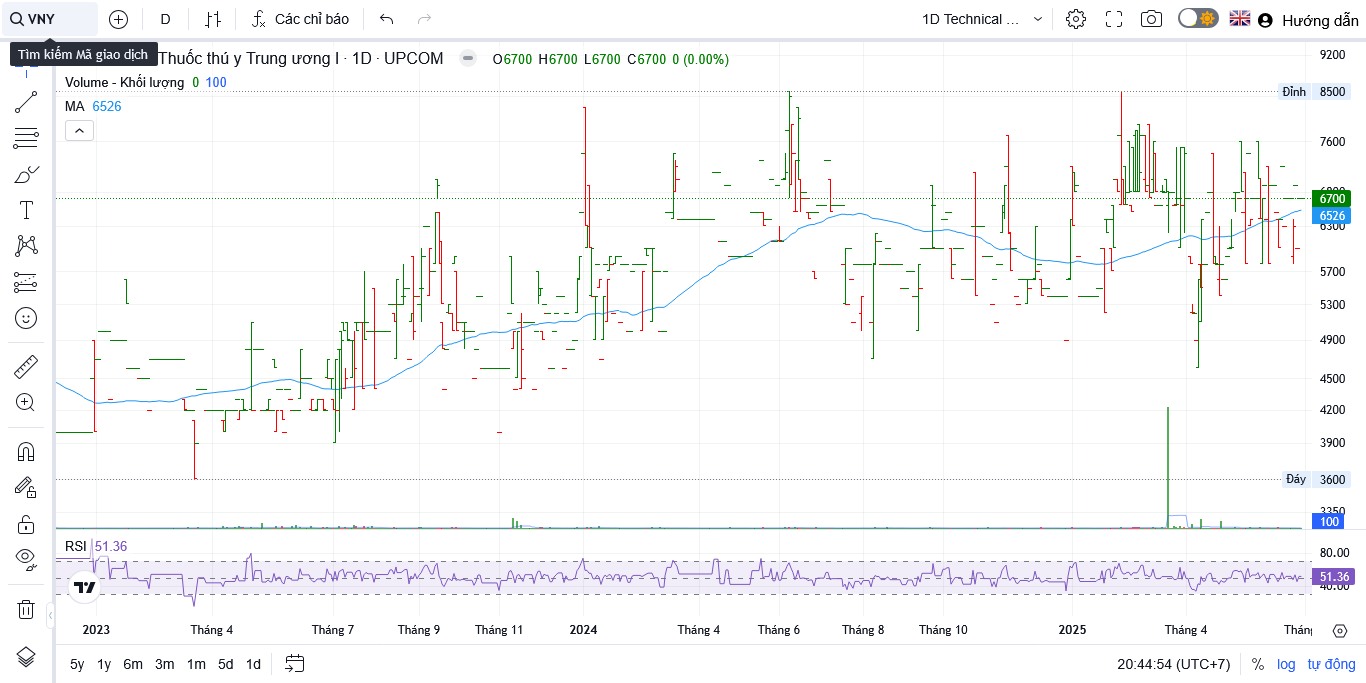 VNY
D
Các chỉ báo
1D Technical ...
Hướng dẫn
Tìm kiếm Mã giao dịch
Thuốc thú y Trung ương I · 1D · UPCOM
O6700 H6700 L6700 C6700 0 (0.00%)
Volume - Khối lượng 0 100
MA 6526
9200
Đỉnh 8500
7600
6700
6526
6300
5700
5300
4900
4500
4200
3900
Đáy 3600
100
RSI 51.36
80.00
51.36
40.00
2023 Tháng 4 Tháng 7 Tháng 9 Tháng 11 2024 Tháng 4 Tháng 6 Tháng 8 Tháng 10 2025 Tháng 4
5y 1y 6m 3m 1m 5d 1d
20:44:54 (UTC+7) % log tự động